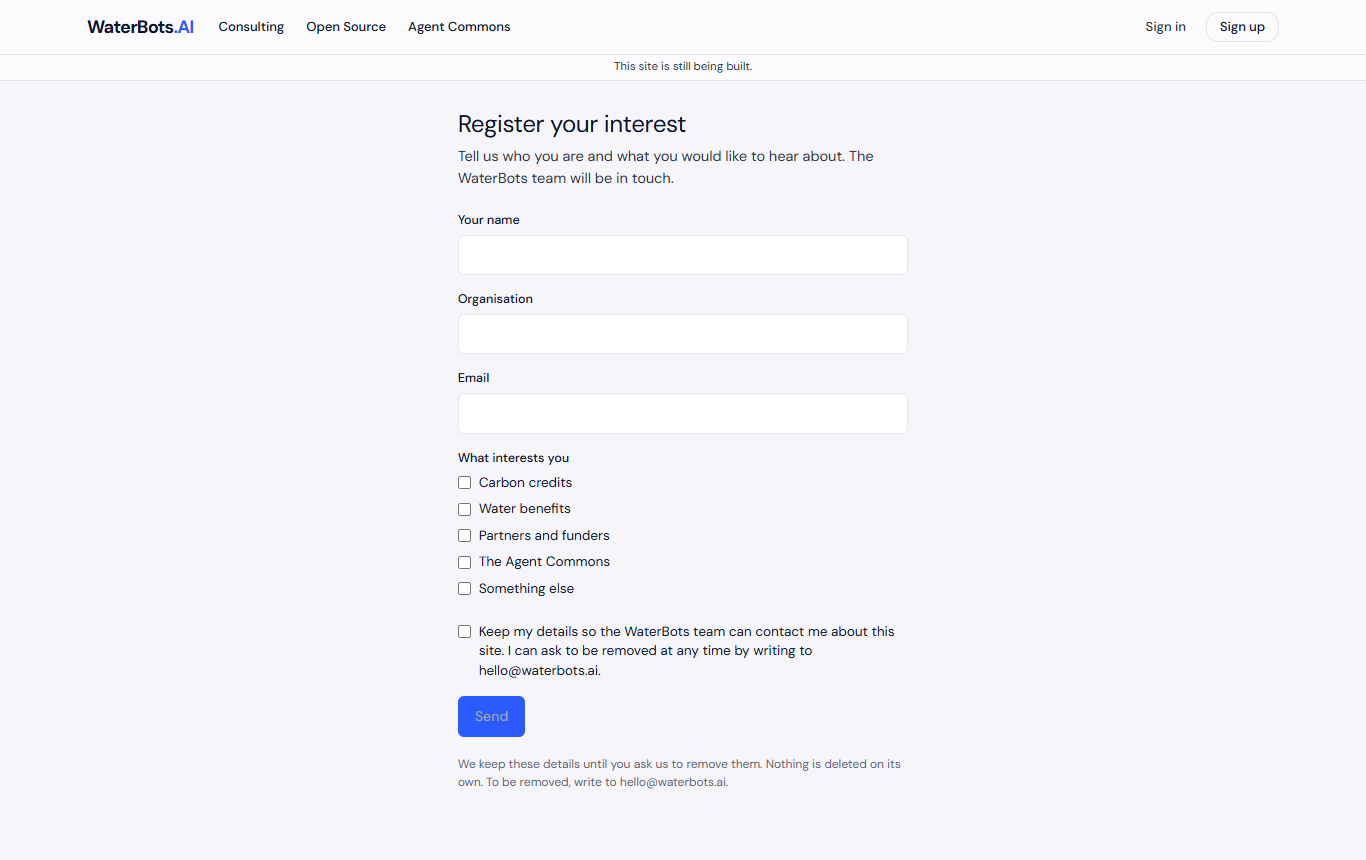 WaterBots.AI Consulting Open Source Agent Commons Sign in Sign up
This site is still being built.
Register your interest
Tell us who you are and what you would like to hear about. The
WaterBots team will be in touch.
Your name
Organisation
Email
What interests you
Carbon credits
Water benefits
Partners and funders
The Agent Commons
Something else
Keep my details so the WaterBots team can contact me about this
site. I can ask to be removed at any time by writing to
hello@waterbots.ai.
Send
We keep these details until you ask us to remove them. Nothing is deleted on its
own. To be removed, write to hello@waterbots.ai.